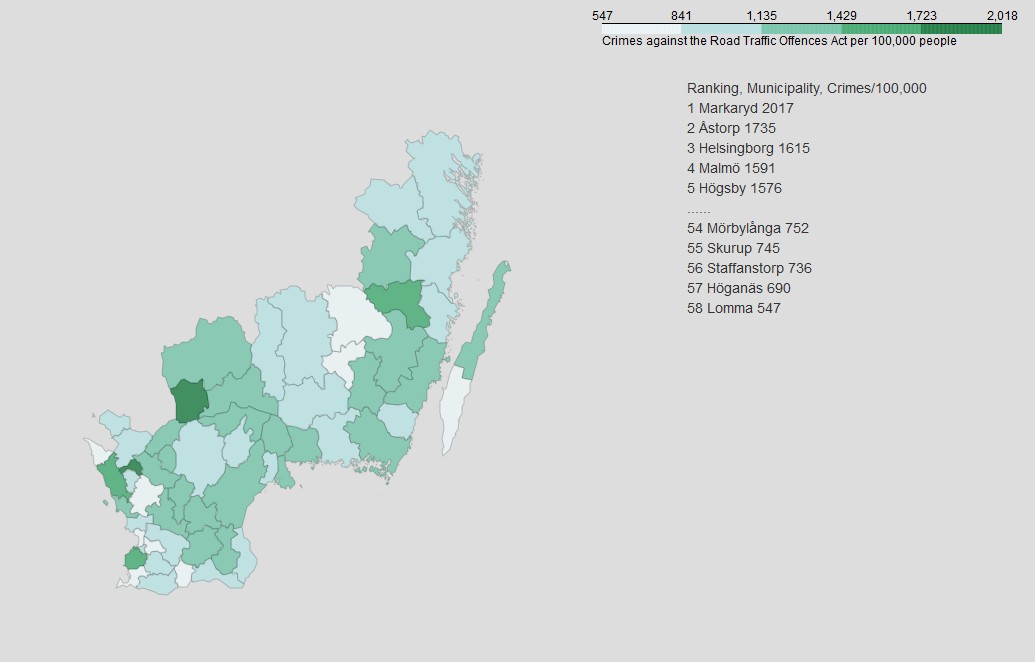 547 841 1,135 1,429 1,723 2,018
Crimes against the Road Traffic Offences Act per 100,000 people
Ranking, Municipality, Crimes/100,000
1 Markaryd 2017
2 Åstorp 1735
3 Helsingborg 1615
4 Malmö 1591
5 Högsby 1576
......
54 Mörbylånga 752
55 Skurup 745
56 Staffanstorp 736
57 Höganäs 690
58 Lomma 547